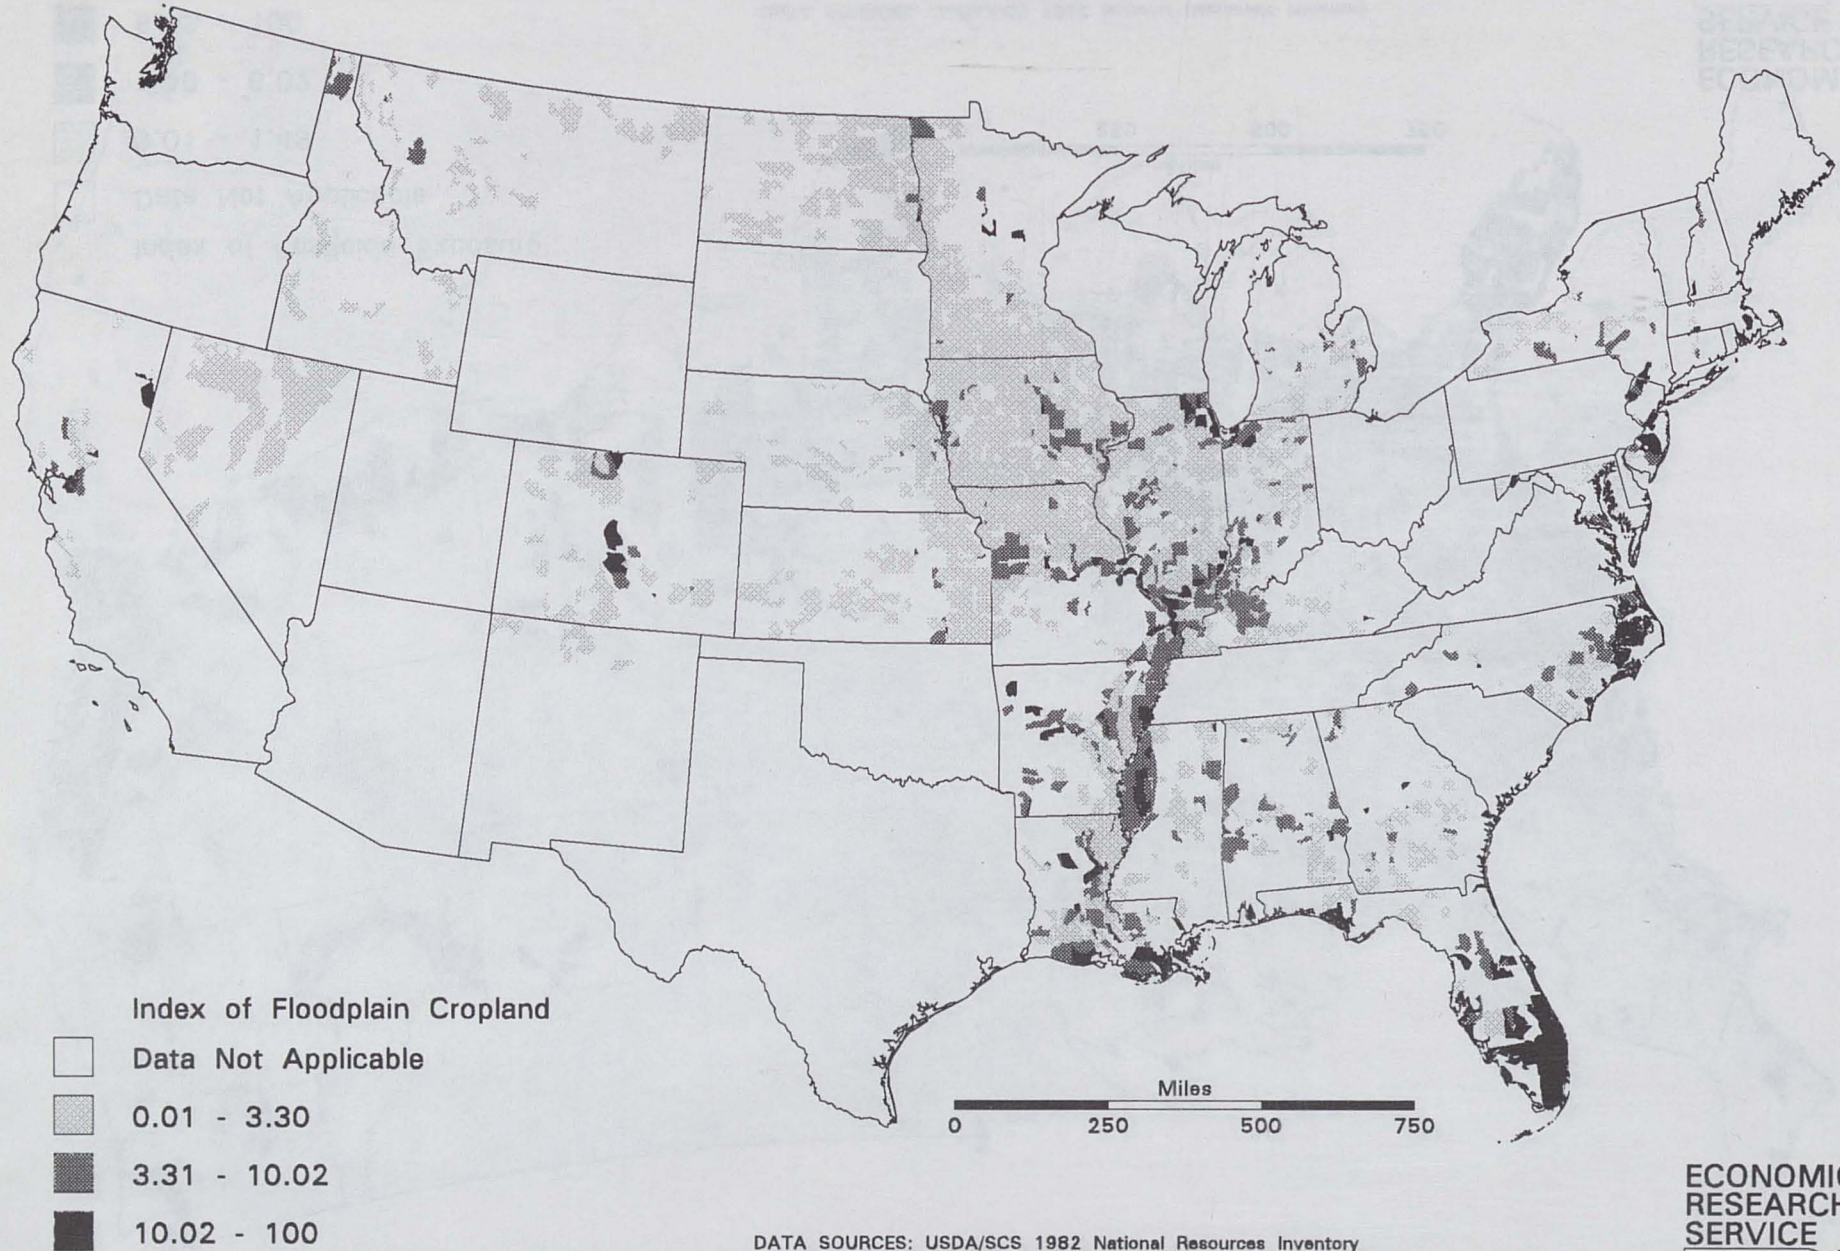 Index of Floodplain Cropland
Data Not Applicable
0.01 - 3.30
3.31 - 10.02
10.02 - 100
Miles
0 250 500 750
DATA SOURCES: USDA/SCS 1982 National Resources Inventory
ECONOMIC
RESEARCH
SERVICE